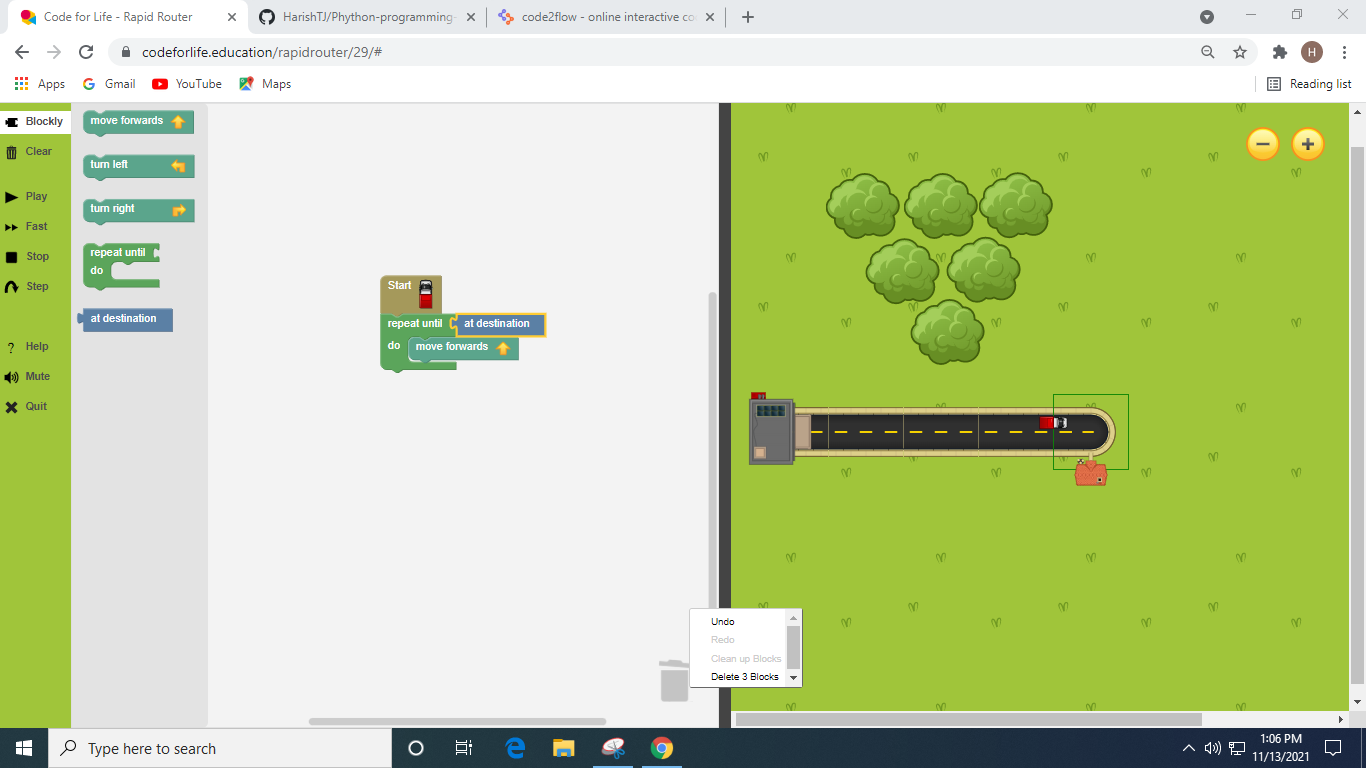 Code for Life - Rapid Router
HarishTJ/Phython-programming-
code2flow - online interactive co
codeforlife.education/rapidrouter/29/#
H
Apps
Gmail
YouTube
Maps
Reading list
Blockly
Clear
Play
Fast
Stop
Step
Help
Mute
Quit
move forwards
turn left
turn right
repeat until
do
at destination
Start
repeat until
at destination
do
move forwards
Undo
Redo
Clean up Blocks
Delete 3 Blocks
Type here to search
1:06 PM
11/13/2021